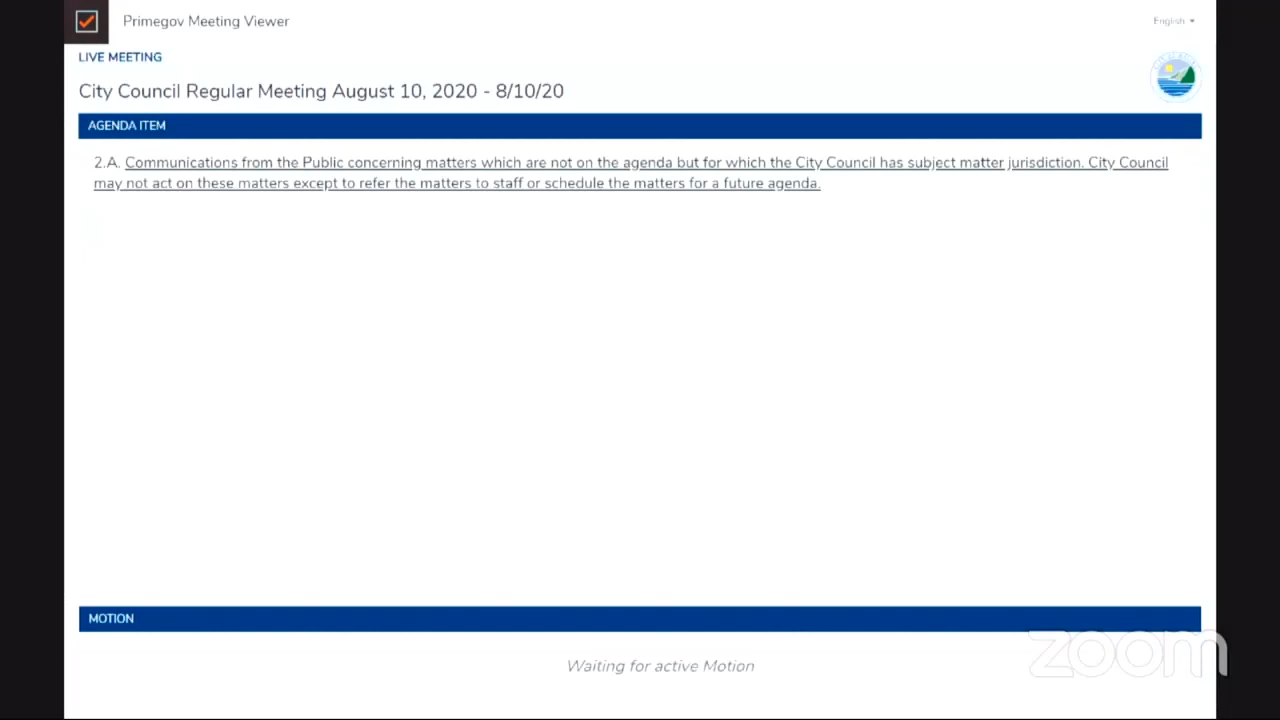 Primegov Meeting Viewer
English
LIVE MEETING
City Council Regular Meeting August 10, 2020 - 8/10/20
AGENDA ITEM
2.A. Communications from the Public concerning matters which are not on the agenda but for which the City Council has subject matter jurisdiction. City Council
may not act on these matters except to refer the matters to staff or schedule the matters for a future agenda.
MOTION
zoom
Waiting for active Motion